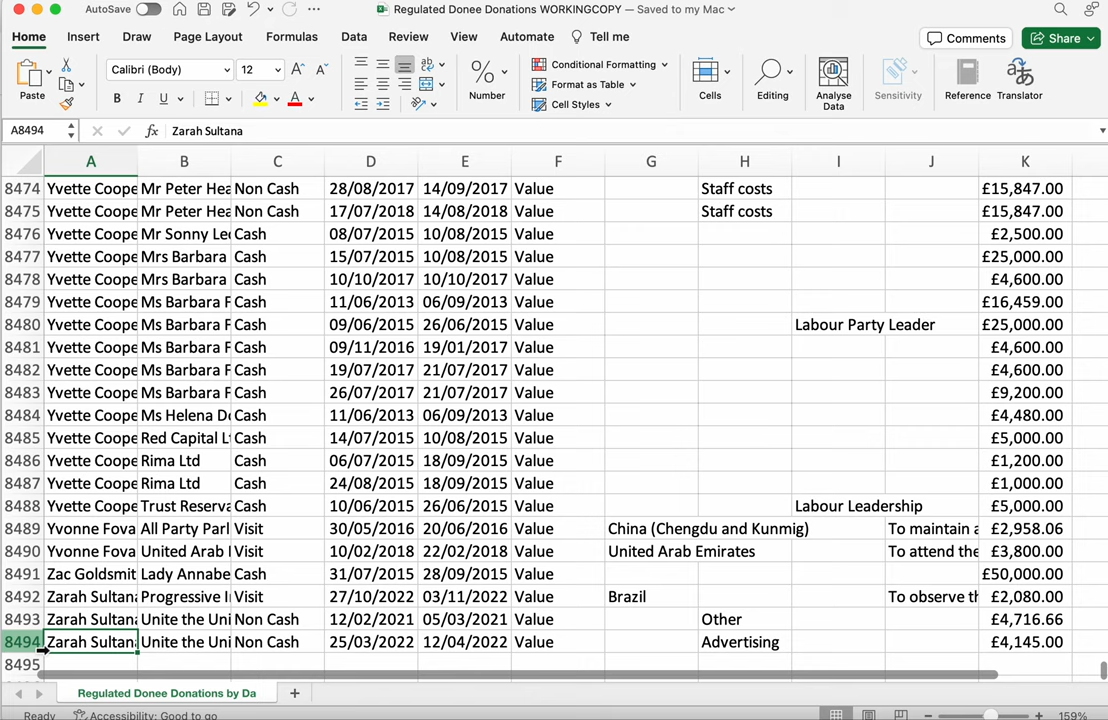 AutoSave
Regulated Donee Donations WORKINGCOPY — Saved to my Mac
Home Insert Draw Page Layout Formulas Data Review View Automate Tell me Comments Share
Paste
Calibri (Body) 12
B I U
Number
Conditional Formatting
Format as Table
Cell Styles
Cells
Editing
Analyse
Data
Sensitivity
Reference
Translator
A8494 fx Zarah Sultana
A B C D E F G H I J K
8474 Yvette Coope Mr Peter Hea Non Cash 28/08/2017 14/09/2017 Value Staff costs £15,847.00
8475 Yvette Coope Mr Peter Hea Non Cash 17/07/2018 14/08/2018 Value Staff costs £15,847.00
8476 Yvette Coope Mr Sonny Leo Cash 08/07/2015 10/08/2015 Value £2,500.00
8477 Yvette Coope Mrs Barbara Cash 15/07/2015 10/08/2015 Value £25,000.00
8478 Yvette Coope Mrs Barbara Cash 10/10/2017 10/10/2017 Value £4,600.00
8479 Yvette Coope Ms Barbara F Cash 11/06/2013 06/09/2013 Value £16,459.00
8480 Yvette Coope Ms Barbara F Cash 09/06/2015 26/06/2015 Value Labour Party Leader £25,000.00
8481 Yvette Coope Ms Barbara F Cash 09/11/2016 19/01/2017 Value £4,600.00
8482 Yvette Coope Ms Barbara F Cash 19/07/2017 21/07/2017 Value £4,600.00
8483 Yvette Coope Ms Barbara F Cash 26/07/2017 21/07/2017 Value £9,200.00
8484 Yvette Coope Ms Helena De Cash 11/06/2013 06/09/2013 Value £4,480.00
8485 Yvette Coope Red Capital L Cash 14/07/2015 10/08/2015 Value £5,000.00
8486 Yvette Coope Rima Ltd Cash 06/07/2015 18/09/2015 Value £1,200.00
8487 Yvette Coope Rima Ltd Cash 24/08/2015 18/09/2015 Value £1,000.00
8488 Yvette Coope Trust Reserva Cash 10/06/2015 26/06/2015 Value Labour Leadership £5,000.00
8489 Yvonne Fova All Party Parl Visit 30/05/2016 20/06/2016 Value China (Chengdu and Kunmig) To maintain a £2,958.06
8490 Yvonne Fova United Arab Visit 10/02/2018 22/02/2018 Value United Arab Emirates To attend the £3,800.00
8491 Zac Goldsmit Lady Annabe Cash 31/07/2015 28/09/2015 Value £50,000.00
8492 Zarah Sultana Progressive I Visit 27/10/2022 03/11/2022 Value Brazil To observe th £2,080.00
8493 Zarah Sultana Unite the Uni Non Cash 12/02/2021 05/03/2021 Value Other £4,716.66
8494 Zarah Sultana Unite the Uni Non Cash 25/03/2022 12/04/2022 Value Advertising £4,145.00
8495
Regulated Donee Donations by Da
Ready Accessibility: Good to go 159%